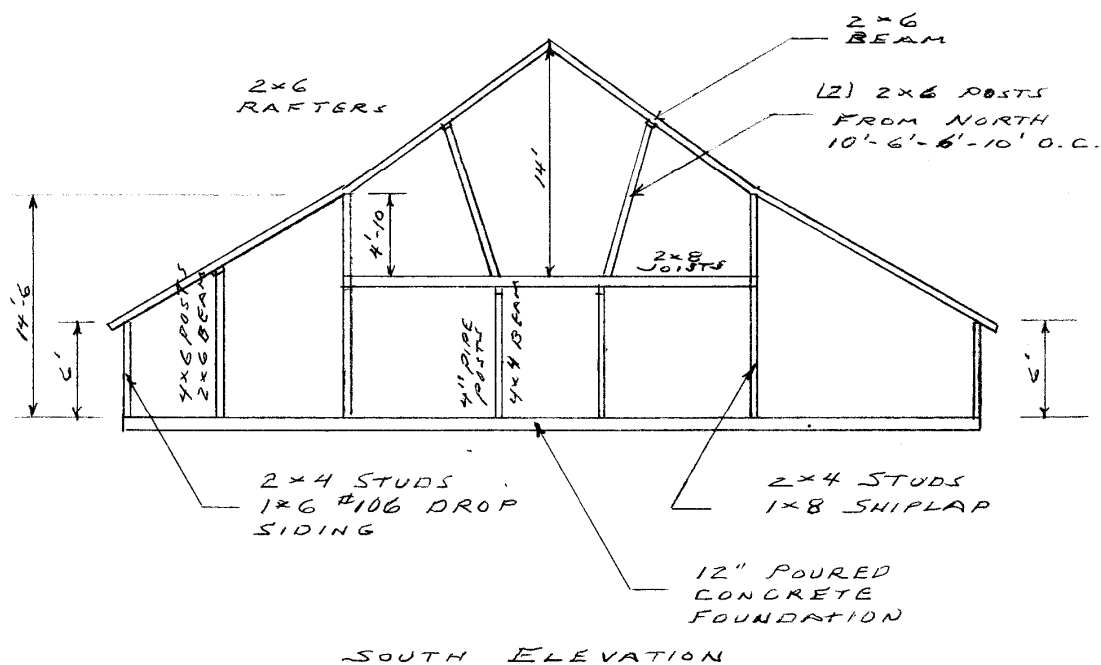 2×6
BEAM
2×6
RAFTERS
(2) 2×6 POSTS
FROM NORTH
10'-6'-6'-10' O.C.
14'
4'-10
2×8
JOISTS
14'-6
6'
4×6 POSTS
2×6 BEAM
4" PIPE
POSTS
4×4 BEAM
6'
2×4 STUDS
1×6 #106 DROP
SIDING
2×4 STUDS
1×8 SHIPLAP
12" POURED
CONCRETE
FOUNDATION
SOUTH ELEVATION